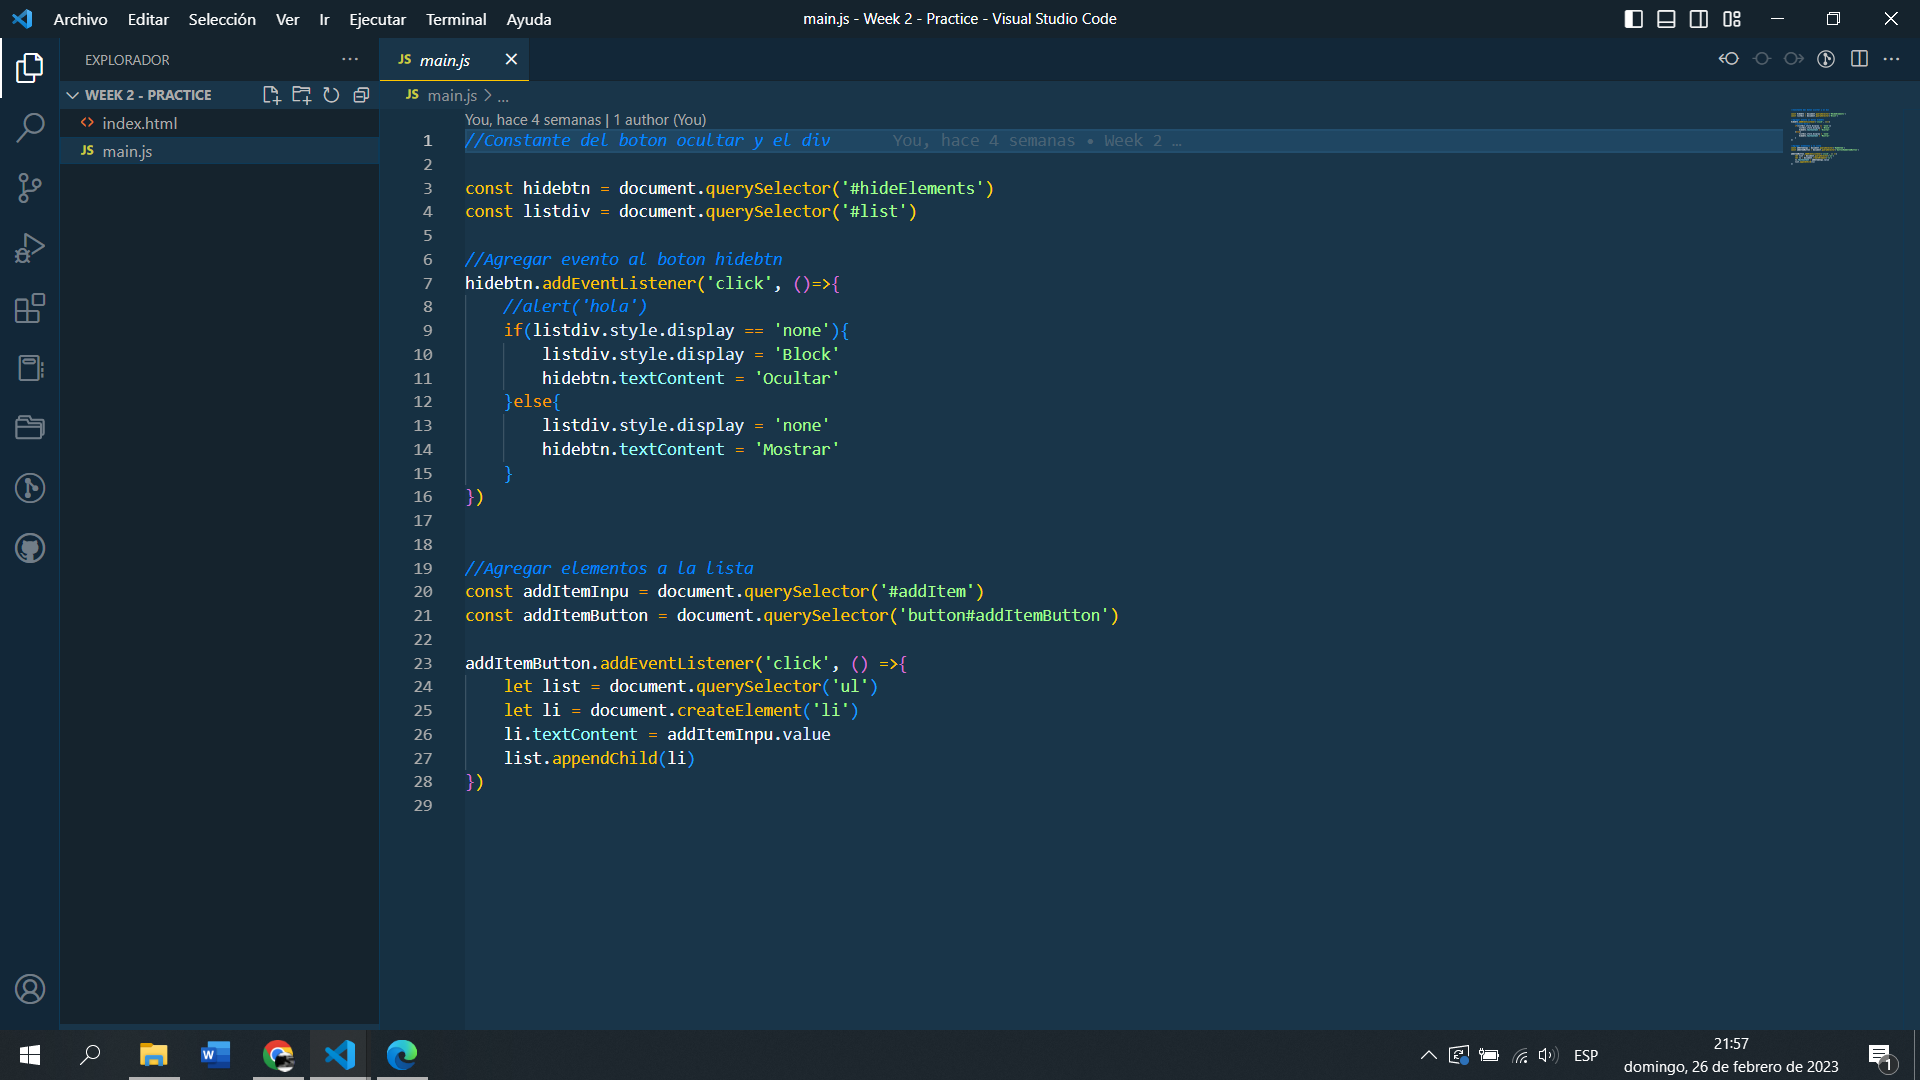 Archivo Editar Selección Ver Ir Ejecutar Terminal Ayuda
main.js - Week 2 - Practice - Visual Studio Code
EXPLORADOR
WEEK 2 - PRACTICE
<> index.html
JS main.js
JS main.js
JS main.js > ...
You, hace 4 semanas | 1 author (You)
1 //Constante del boton ocultar y el div You, hace 4 semanas • Week 2 …
2
3 const hidebtn = document.querySelector('#hideElements')
4 const listdiv = document.querySelector('#list')
5
6 //Agregar evento al boton hidebtn
7 hidebtn.addEventListener('click', ()=>{
8 //alert('hola')
9 if(listdiv.style.display == 'none'){
10 listdiv.style.display = 'Block'
11 hidebtn.textContent = 'Ocultar'
12 }else{
13 listdiv.style.display = 'none'
14 hidebtn.textContent = 'Mostrar'
15 }
16 })
17
18
19 //Agregar elementos a la lista
20 const addItemInpu = document.querySelector('#addItem')
21 const addItemButton = document.querySelector('button#addItemButton')
22
23 addItemButton.addEventListener('click', () =>{
24 let list = document.querySelector('ul')
25 let li = document.createElement('li')
26 li.textContent = addItemInpu.value
27 list.appendChild(li)
28 })
29
ESP
21:57
domingo, 26 de febrero de 2023
1